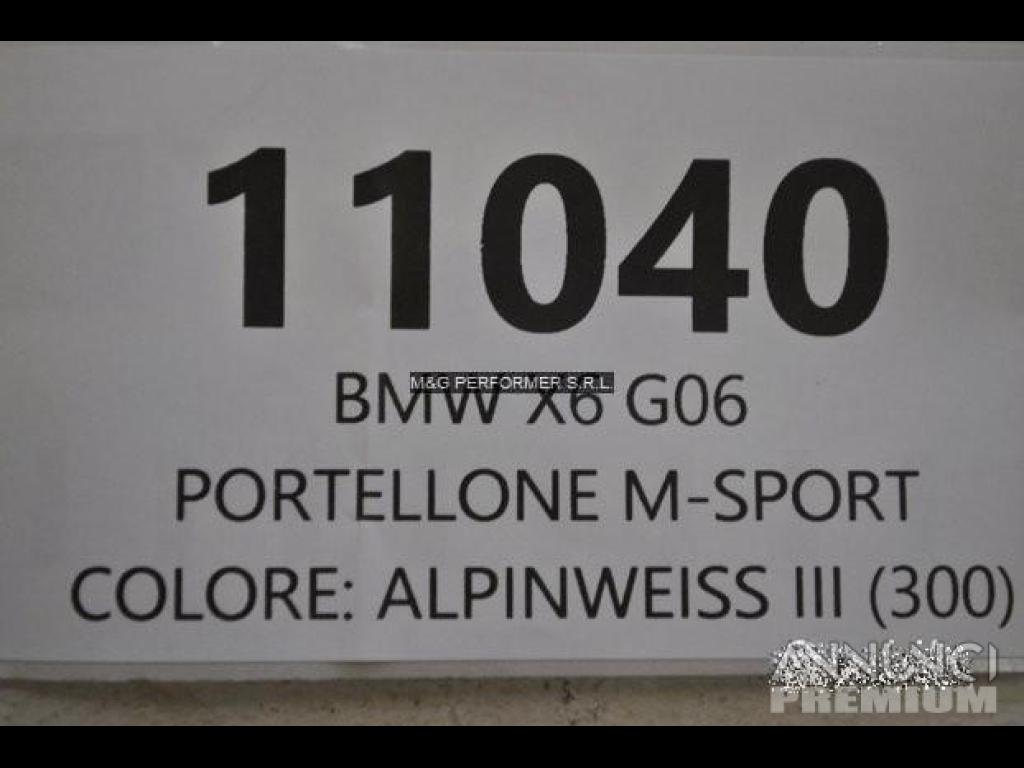 11040
M&G PERFORMER S.R.L.
BMW X6 G06
PORTELLONE M-SPORT
COLORE: ALPINWEISS III (300)
ANNUNCI
PREMIUM